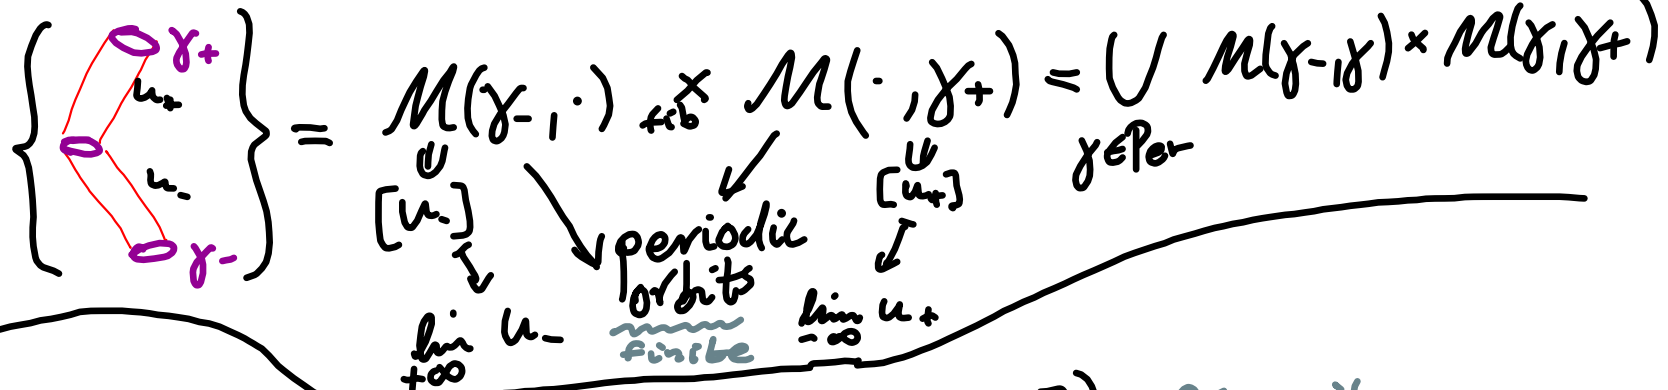 { γ+ u+ u- γ- } = M(γ-, ·) ×fib M(·, γ+) = ⋃γ∈Per M(γ-, γ) × M(γ, γ+)
[u-] [u+]
periodic
orbits
lim+∞ u- lim-∞ u+
finite